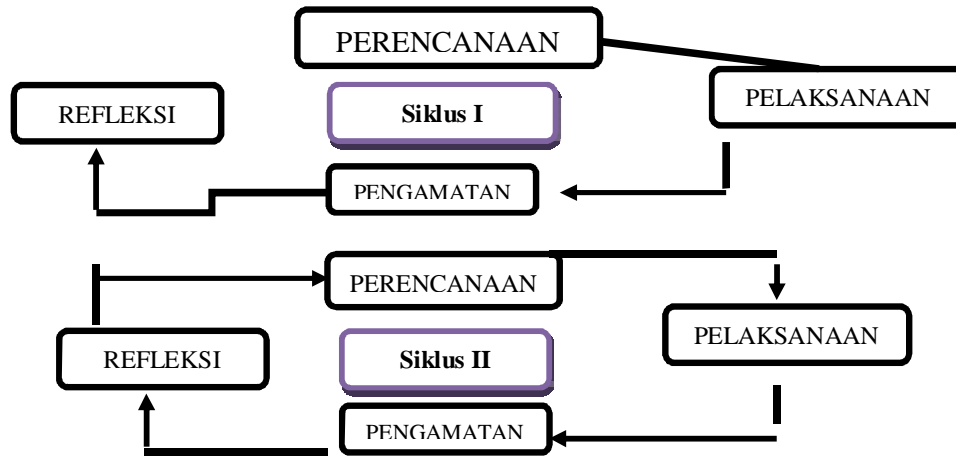 PERENCANAAN
PELAKSANAAN
REFLEKSI
Siklus I
PENGAMATAN
PERENCANAAN
PELAKSANAAN
REFLEKSI
Siklus II
PENGAMATAN